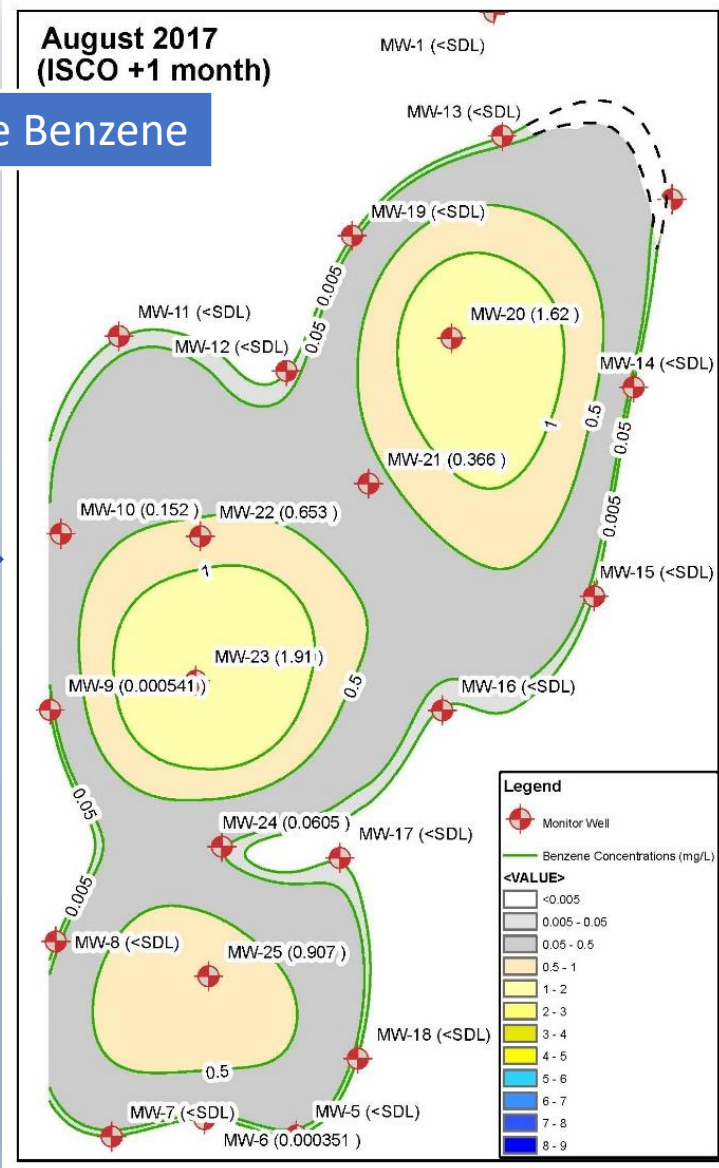 August 2017
(ISCO +1 month)
e Benzene
MW-1 (<SDL)
MW-13 (<SDL)
MW-19 (<SDL)
0.005
0.05
MW-11 (<SDL)
MW-12 (<SDL)
MW-20 (1.62 )
MW-14 (<SDL)
1
0.5
0.05
0.005
MW-21 (0.366 )
MW-10 (0.152 )
MW-22 (0.653 )
1
MW-15 (<SDL)
MW-23 (1.91 )
MW-9 (0.000541 )
0.5
MW-16 (<SDL)
0.05
0.005
MW-24 (0.0605 )
MW-17 (<SDL)
MW-8 (<SDL)
MW-25 (0.907 )
MW-18 (<SDL)
0.5
MW-7 (<SDL)
MW-5 (<SDL)
MW-6 (0.000351 )
Legend
Monitor Well
Benzene Concentrations (mg/L)
<VALUE>
<0.005
0.005 - 0.05
0.05 - 0.5
0.5 - 1
1 - 2
2 - 3
3 - 4
4 - 5
5 - 6
6 - 7
7 - 8
8 - 9